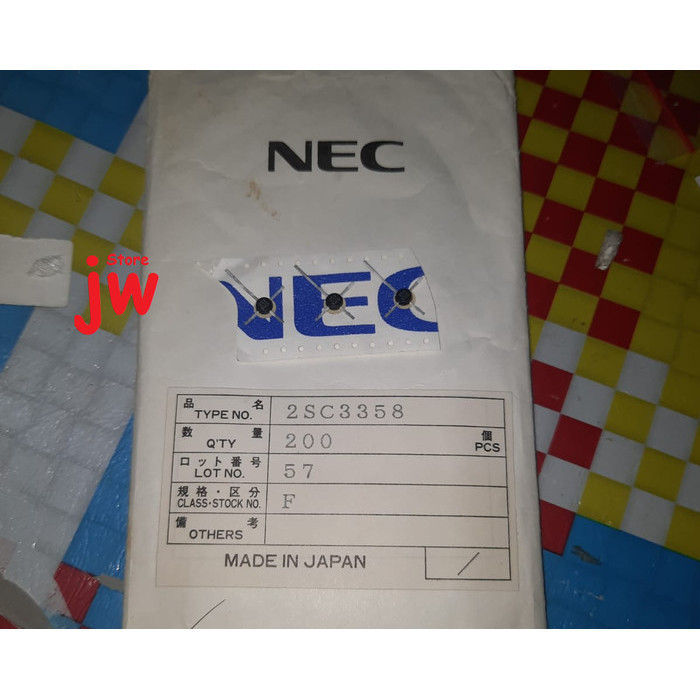 NEC
Store
jw
NEC
品 名
TYPE NO. 2SC3358
数 量
Q'TY 200 個 PCS
ロット番号
LOT NO. 57
規格・区分
CLASS・STOCK NO. F
備 考
OTHERS
MADE IN JAPAN /